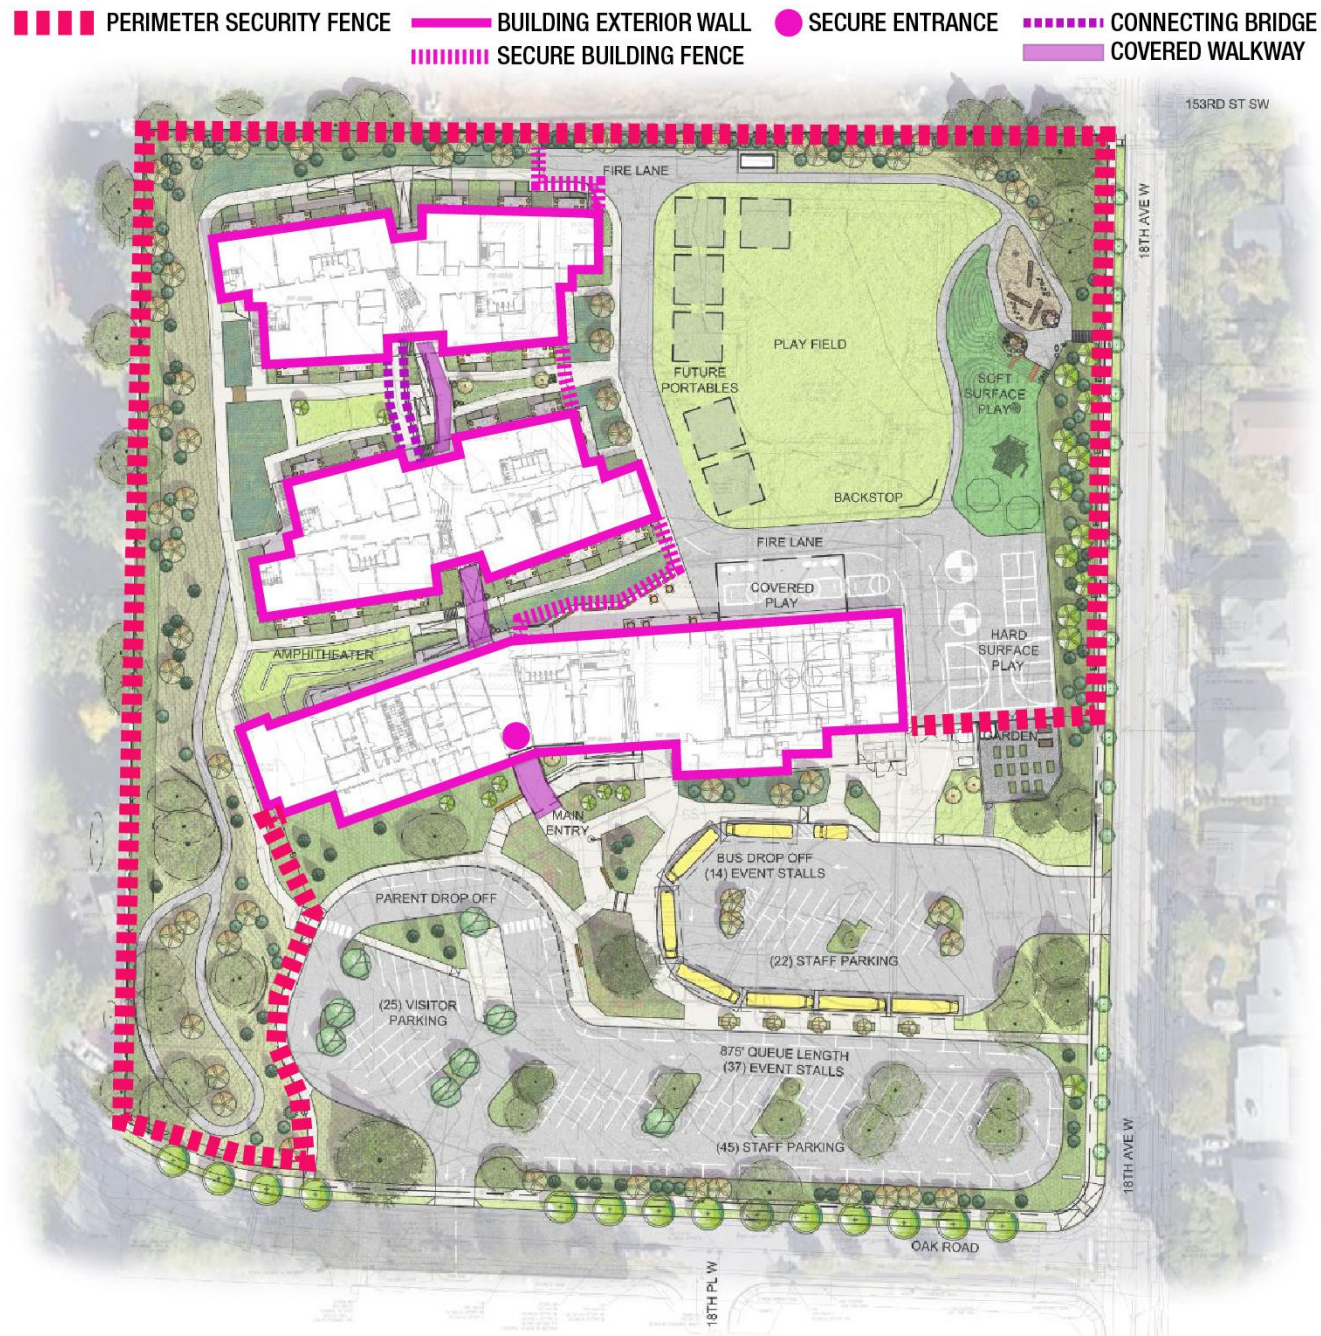 PERIMETER SECURITY FENCE
BUILDING EXTERIOR WALL
SECURE ENTRANCE
CONNECTING BRIDGE
SECURE BUILDING FENCE
COVERED WALKWAY
153RD ST SW
FIRE LANE
18TH AVE W
PLAY FIELD
FUTURE
PORTABLES
SOFT
SURFACE
PLAY
BACKSTOP
FIRE LANE
COVERED
PLAY
HARD
SURFACE
PLAY
AMPHITHEATER
GARDEN
MAIN
ENTRY
BUS DROP OFF
(14) EVENT STALLS
PARENT DROP OFF
(22) STAFF PARKING
(25) VISITOR
PARKING
875' QUEUE LENGTH
(37) EVENT STALLS
(45) STAFF PARKING
18TH AVE W
OAK ROAD
18TH PL W